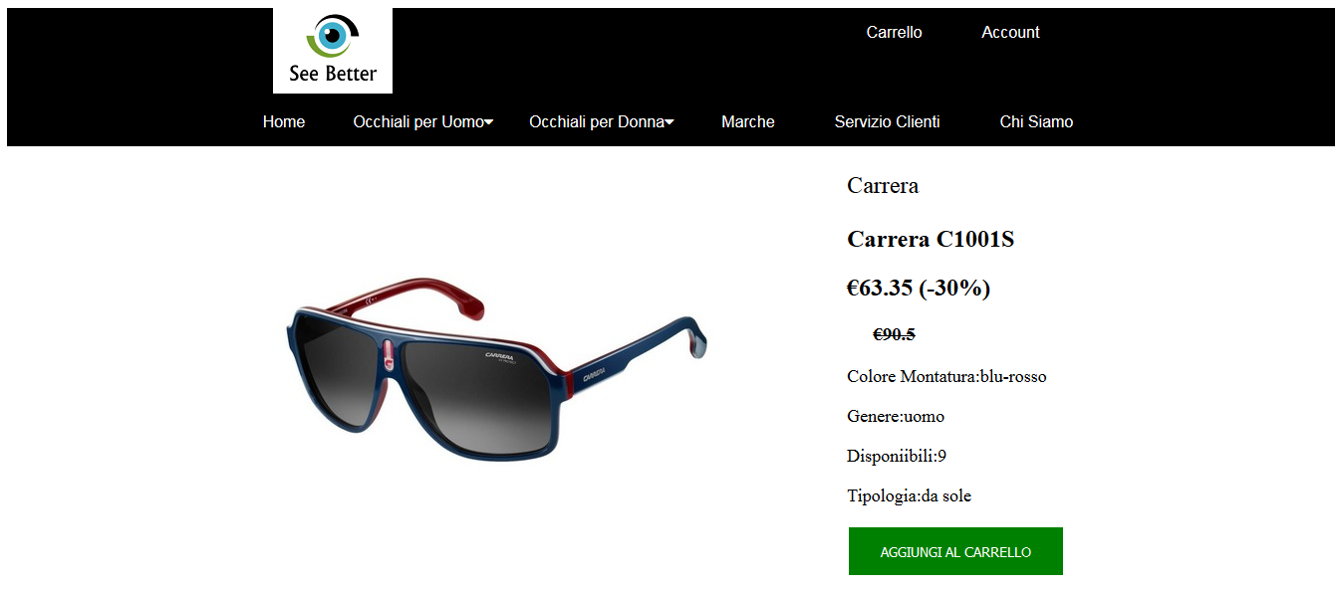 See Better
Carrello
Account
Home
Occhiali per Uomo
Occhiali per Donna
Marche
Servizio Clienti
Chi Siamo
Carrera
Carrera C1001S
€63.35 (-30%)
€90.5
Colore Montatura:blu-rosso
Genere:uomo
Disponiibili:9
Tipologia:da sole
AGGIUNGI AL CARRELLO
CARRERA
CARRERA